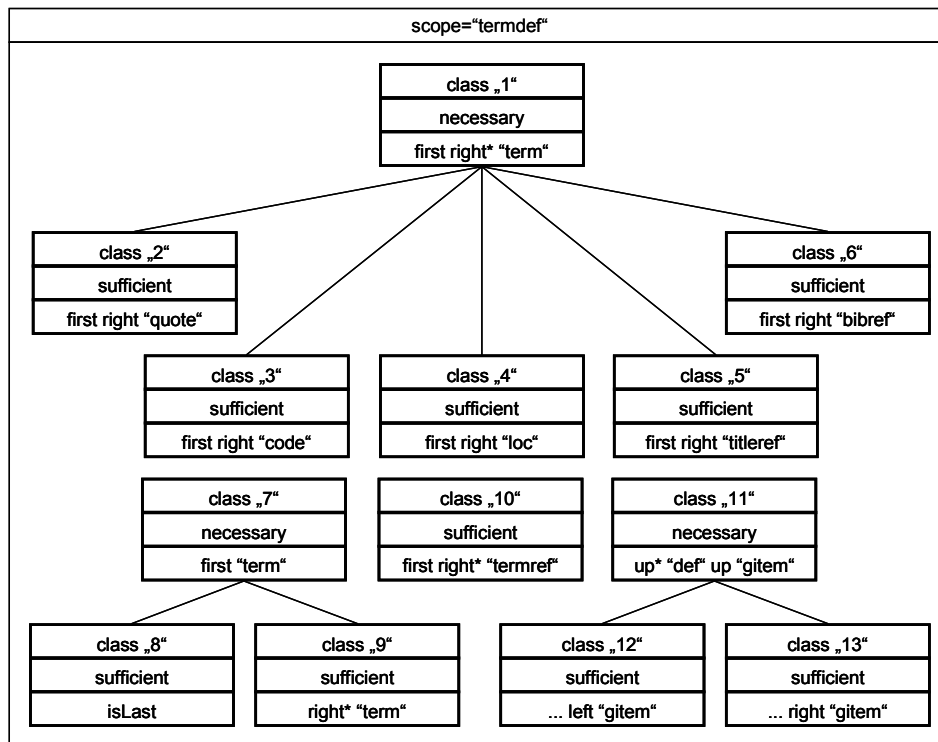 scope=“termdef“
class „1“
necessary
first right* “term“
class „2“
sufficient
first right “quote“
class „6“
sufficient
first right “bibref“
class „3“
sufficient
first right “code“
class „4“
sufficient
first right “loc“
class „5“
sufficient
first right “titleref“
class „7“
necessary
first “term“
class „10“
sufficient
first right* “termref“
class „11“
necessary
up* “def“ up “gitem“
class „8“
sufficient
isLast
class „9“
sufficient
right* “term“
class „12“
sufficient
... left “gitem“
class „13“
sufficient
... right “gitem“